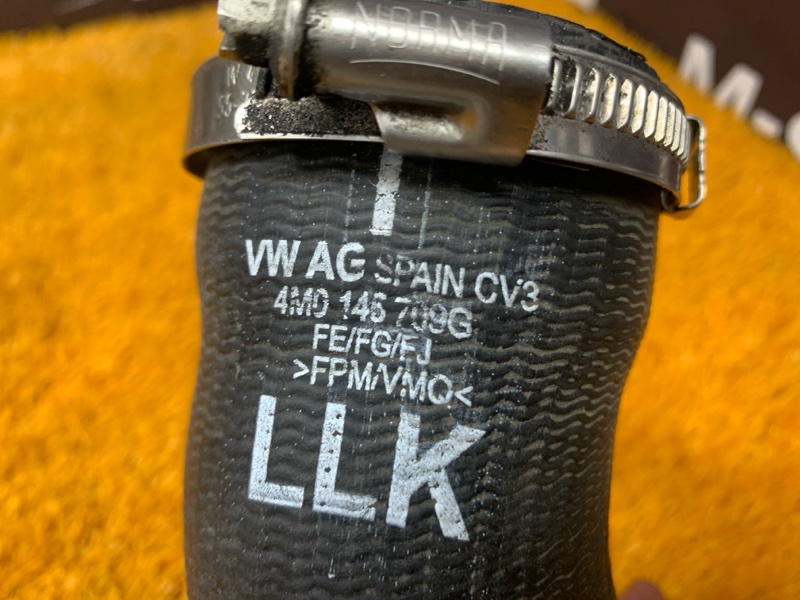 NORMA
M-
VW AG SPAIN CV3
4M0 145 709G
FE/FG/FJ
>FPM/VMQ<
LLK